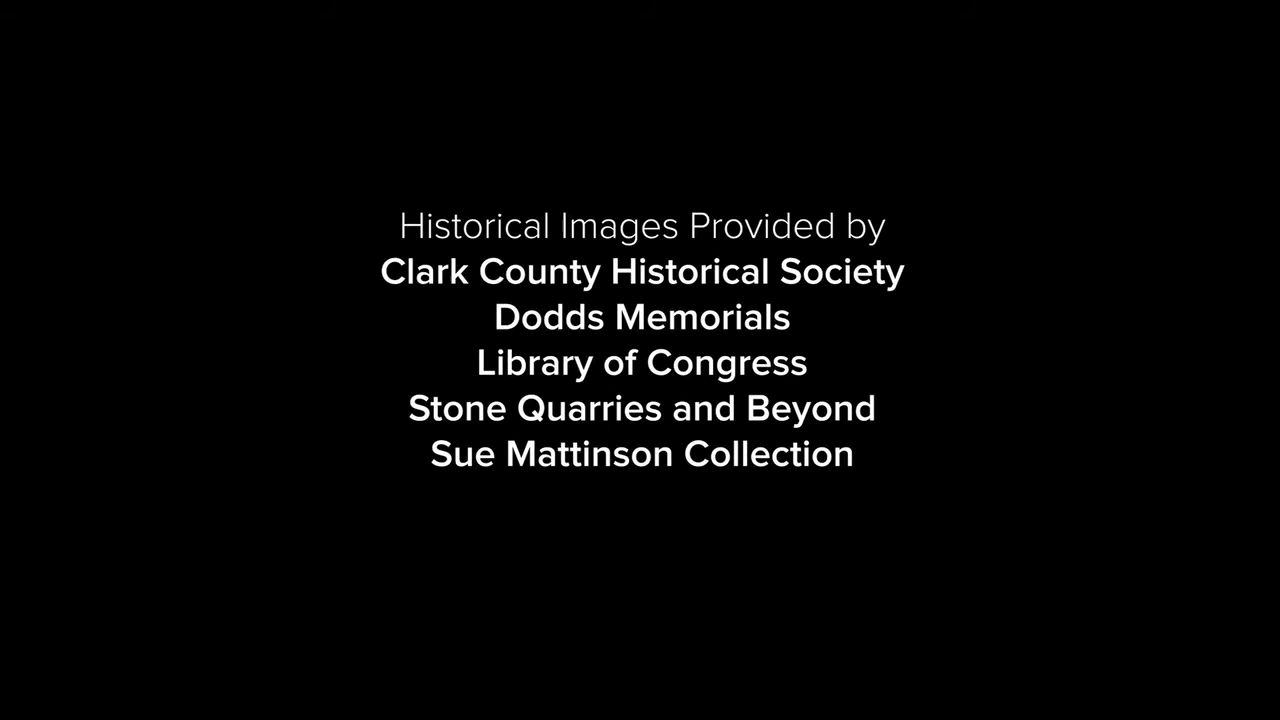 Historical Images Provided by
Clark County Historical Society
Dodds Memorials
Library of Congress
Stone Quarries and Beyond
Sue Mattinson Collection